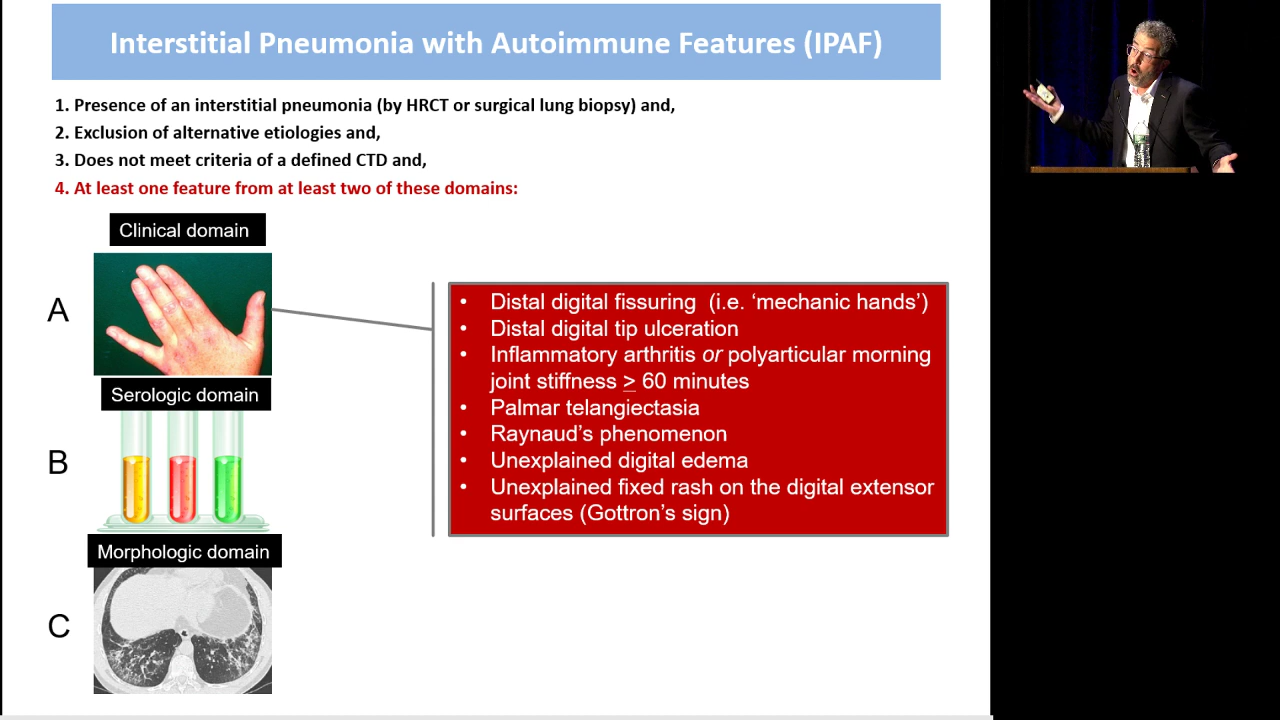 Interstitial Pneumonia with Autoimmune Features (IPAF)
1. Presence of an interstitial pneumonia (by HRCT or surgical lung biopsy) and,
2. Exclusion of alternative etiologies and,
3. Does not meet criteria of a defined CTD and,
4. At least one feature from at least two of these domains:
Clinical domain
A
• Distal digital fissuring (i.e. ‘mechanic hands’)
• Distal digital tip ulceration
• Inflammatory arthritis or polyarticular morning
joint stiffness ≥ 60 minutes
• Palmar telangiectasia
• Raynaud’s phenomenon
• Unexplained digital edema
• Unexplained fixed rash on the digital extensor
surfaces (Gottron’s sign)
Serologic domain
B
Morphologic domain
C